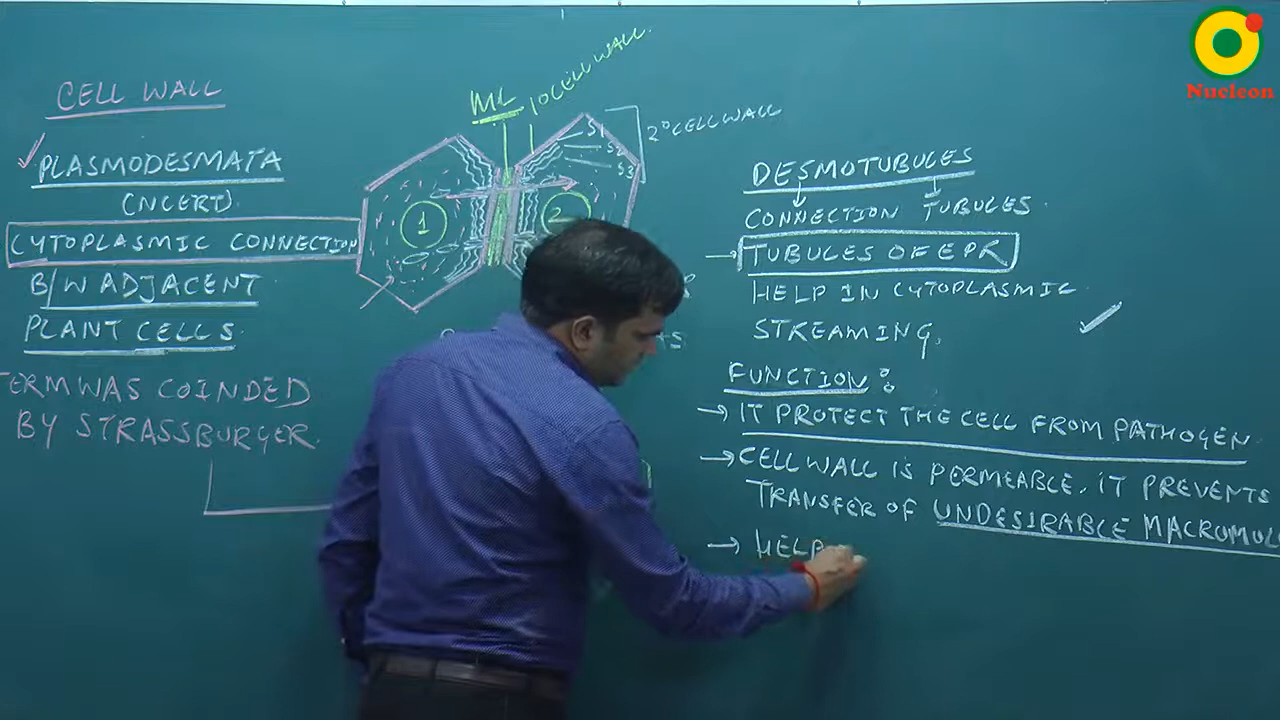 CELL WALL
PLASMODESMATA
(NCERT)
CYTOPLASMIC CONNECTION
B/W ADJACENT
PLANT CELLS
TERM WAS COINDED
BY STRASSBURGER
ML
1° CELL WALL
S1
S2
S3
2° CELL WALL
1
2
DESMOTUBULES
CONNECTION TUBULES
→ TUBULES OF EPR
HELP IN CYTOPLASMIC
STREAMING,
FUNCTION:
→ IT PROTECT THE CELL FROM PATHOGEN
→ CELL WALL IS PERMEABLE. IT PREVENTS
TRANSFER OF UNDESIRABLE MACROMOL
→ HELP
Nucleon